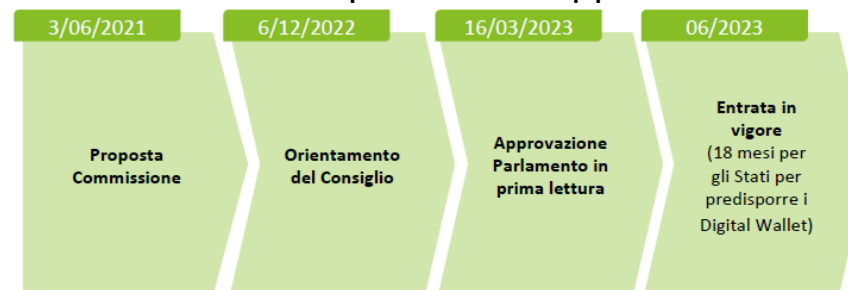 3/06/2021
6/12/2022
16/03/2023
06/2023
Proposta
Commissione
Orientamento
del Consiglio
Approvazione
Parlamento in
prima lettura
Entrata in
vigore
(18 mesi per
gli Stati per
predisporre i
Digital Wallet)